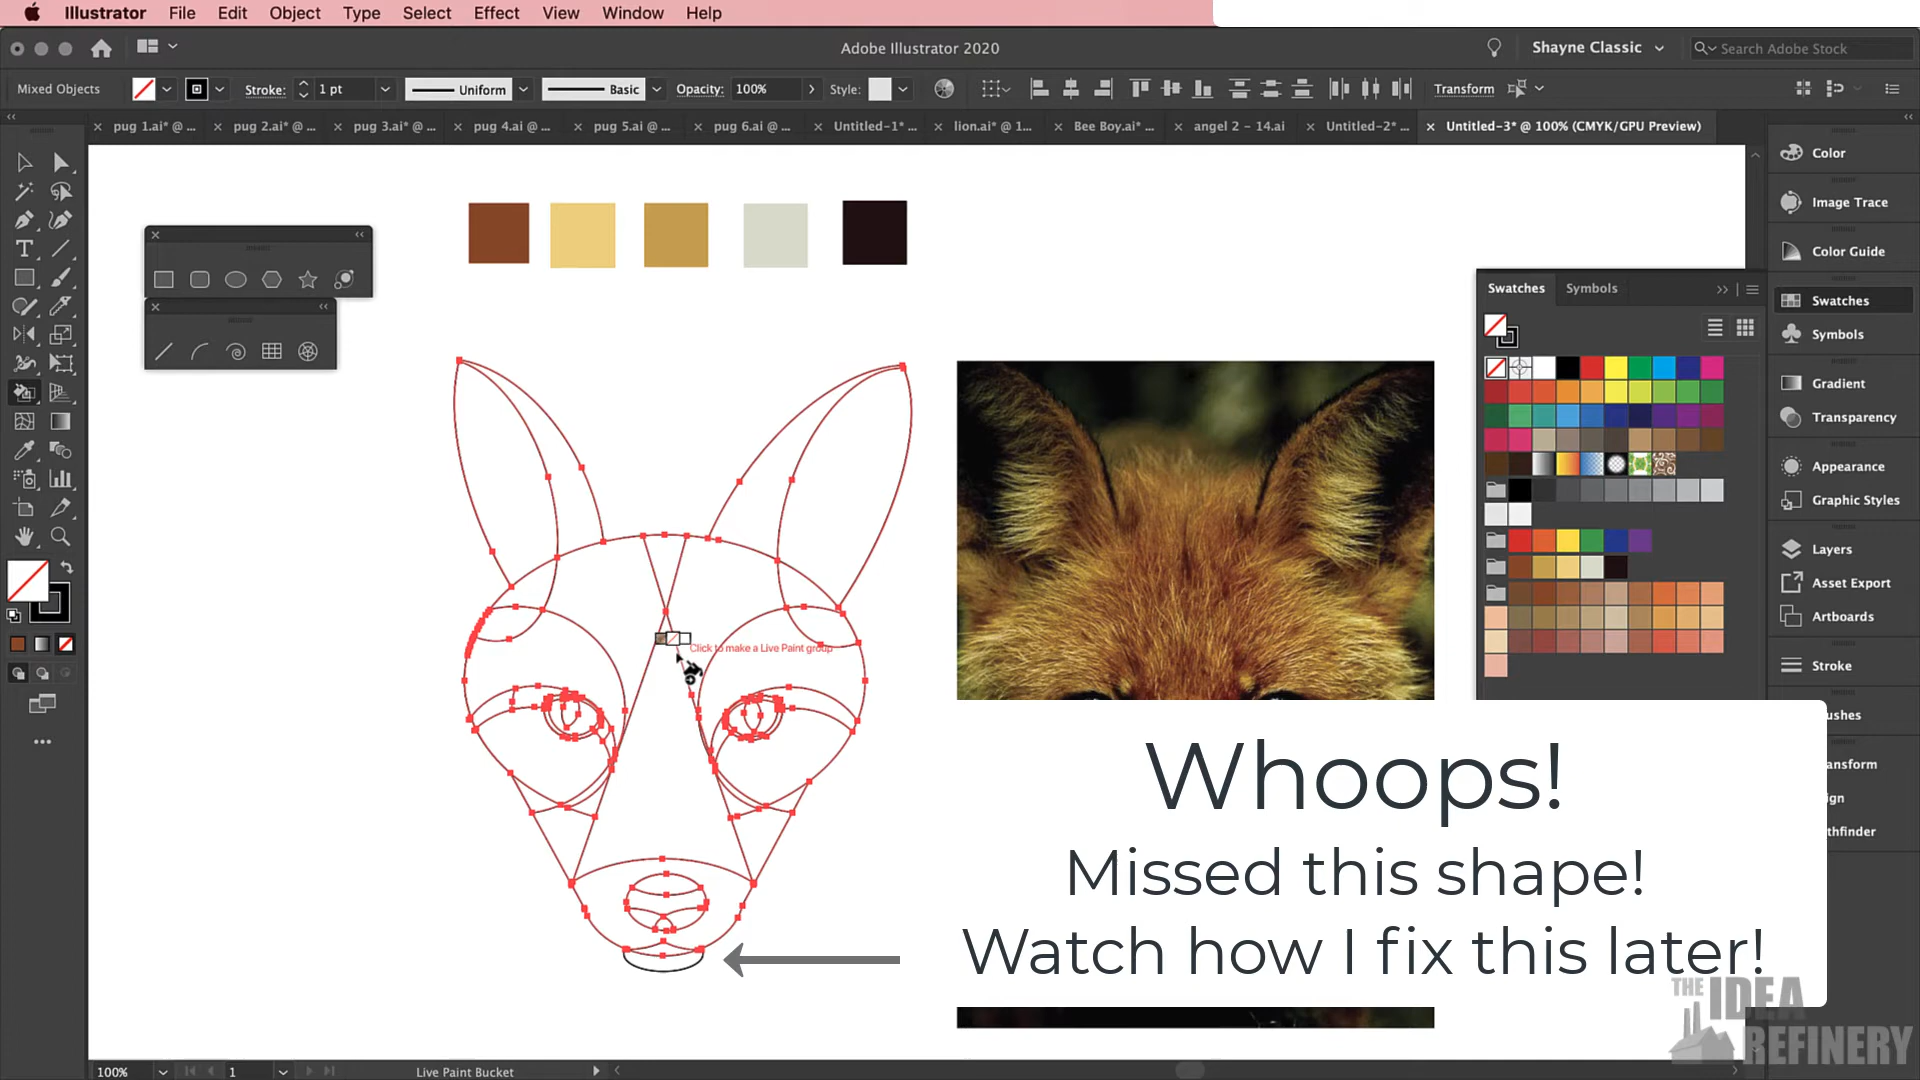 Illustrator File Edit Object Type Select Effect View Window Help
Adobe Illustrator 2020
Shayne Classic
Search Adobe Stock
Mixed Objects
Stroke: 1 pt
Uniform
Basic
Opacity: 100%
Style:
Transform
pug 1.ai* @ ...
pug 2.ai* @ ...
pug 3.ai* @ ...
pug 4.ai @ ...
pug 5.ai @ ...
pug 6.ai @ ...
Untitled-1* ...
lion.ai* @ 1...
Bee Boy.ai* ...
angel 2 - 14.ai
Untitled-2* ...
Untitled-3* @ 100% (CMYK/GPU Preview)
Color
Image Trace
Color Guide
Swatches
Symbols
Gradient
Transparency
Appearance
Graphic Styles
Layers
Asset Export
Artboards
Stroke
ushes
ansform
ign
thfinder
Swatches Symbols
Click to make a Live Paint group
Whoops!
Missed this shape!
Watch how I fix this later!
THE IDEA
REFINERY
100%
1
Live Paint Bucket